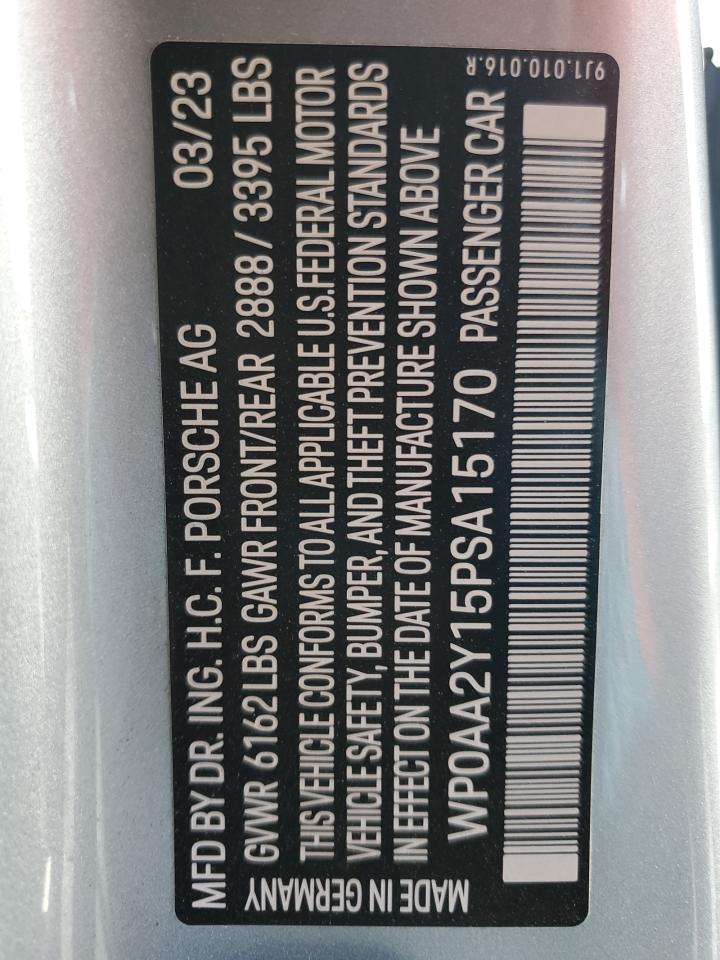 MFD BY DR. ING. H.C. F. PORSCHE AG 03/23
GVWR 6162 LBS GAWR FRONT/REAR 2888 / 3395 LBS
THIS VEHICLE CONFORMS TO ALL APPLICABLE U.S. FEDERAL MOTOR
VEHICLE SAFETY, BUMPER, AND THEFT PREVENTION STANDARDS
IN EFFECT ON THE DATE OF MANUFACTURE SHOWN ABOVE
WP0AA2Y15PSA15170 PASSENGER CAR
MADE IN GERMANY
9J1.010.016.R